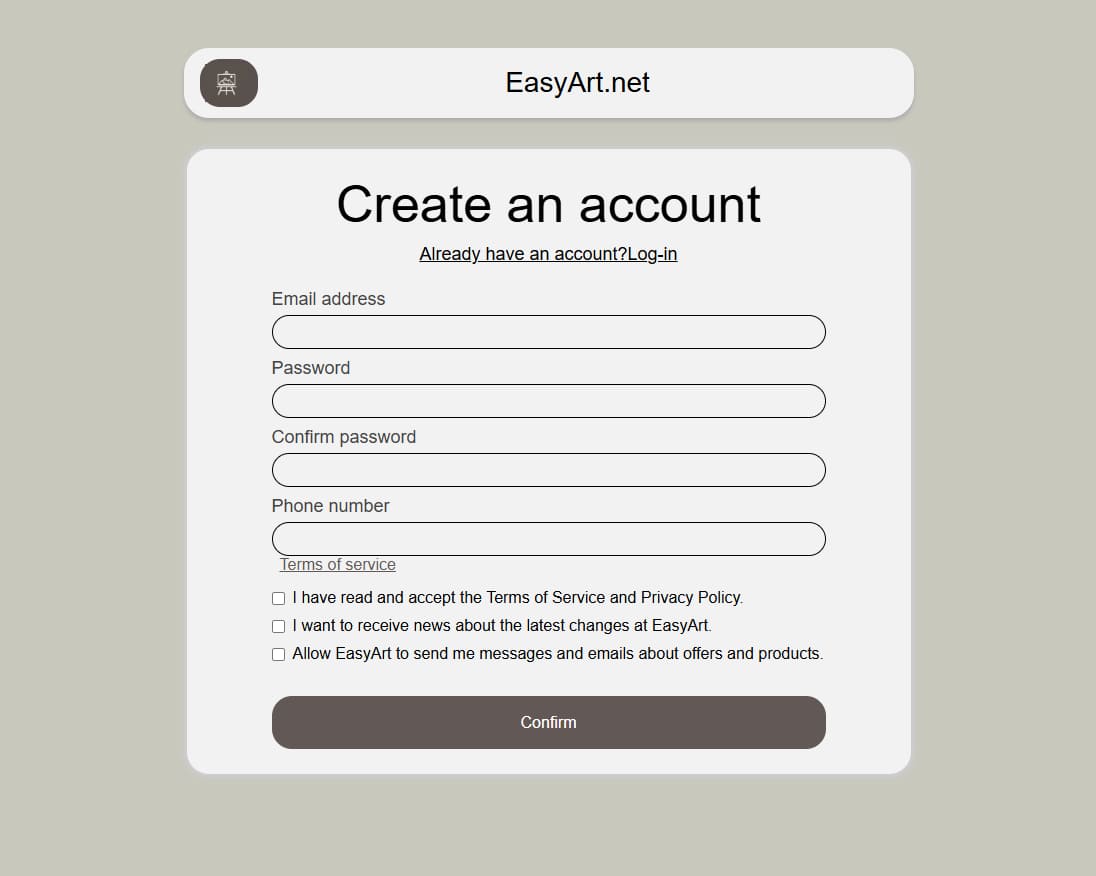 EasyArt.net
Create an account
Already have an account?Log-in
Email address
Password
Confirm password
Phone number
Terms of service
I have read and accept the Terms of Service and Privacy Policy.
I want to receive news about the latest changes at EasyArt.
Allow EasyArt to send me messages and emails about offers and products.
Confirm